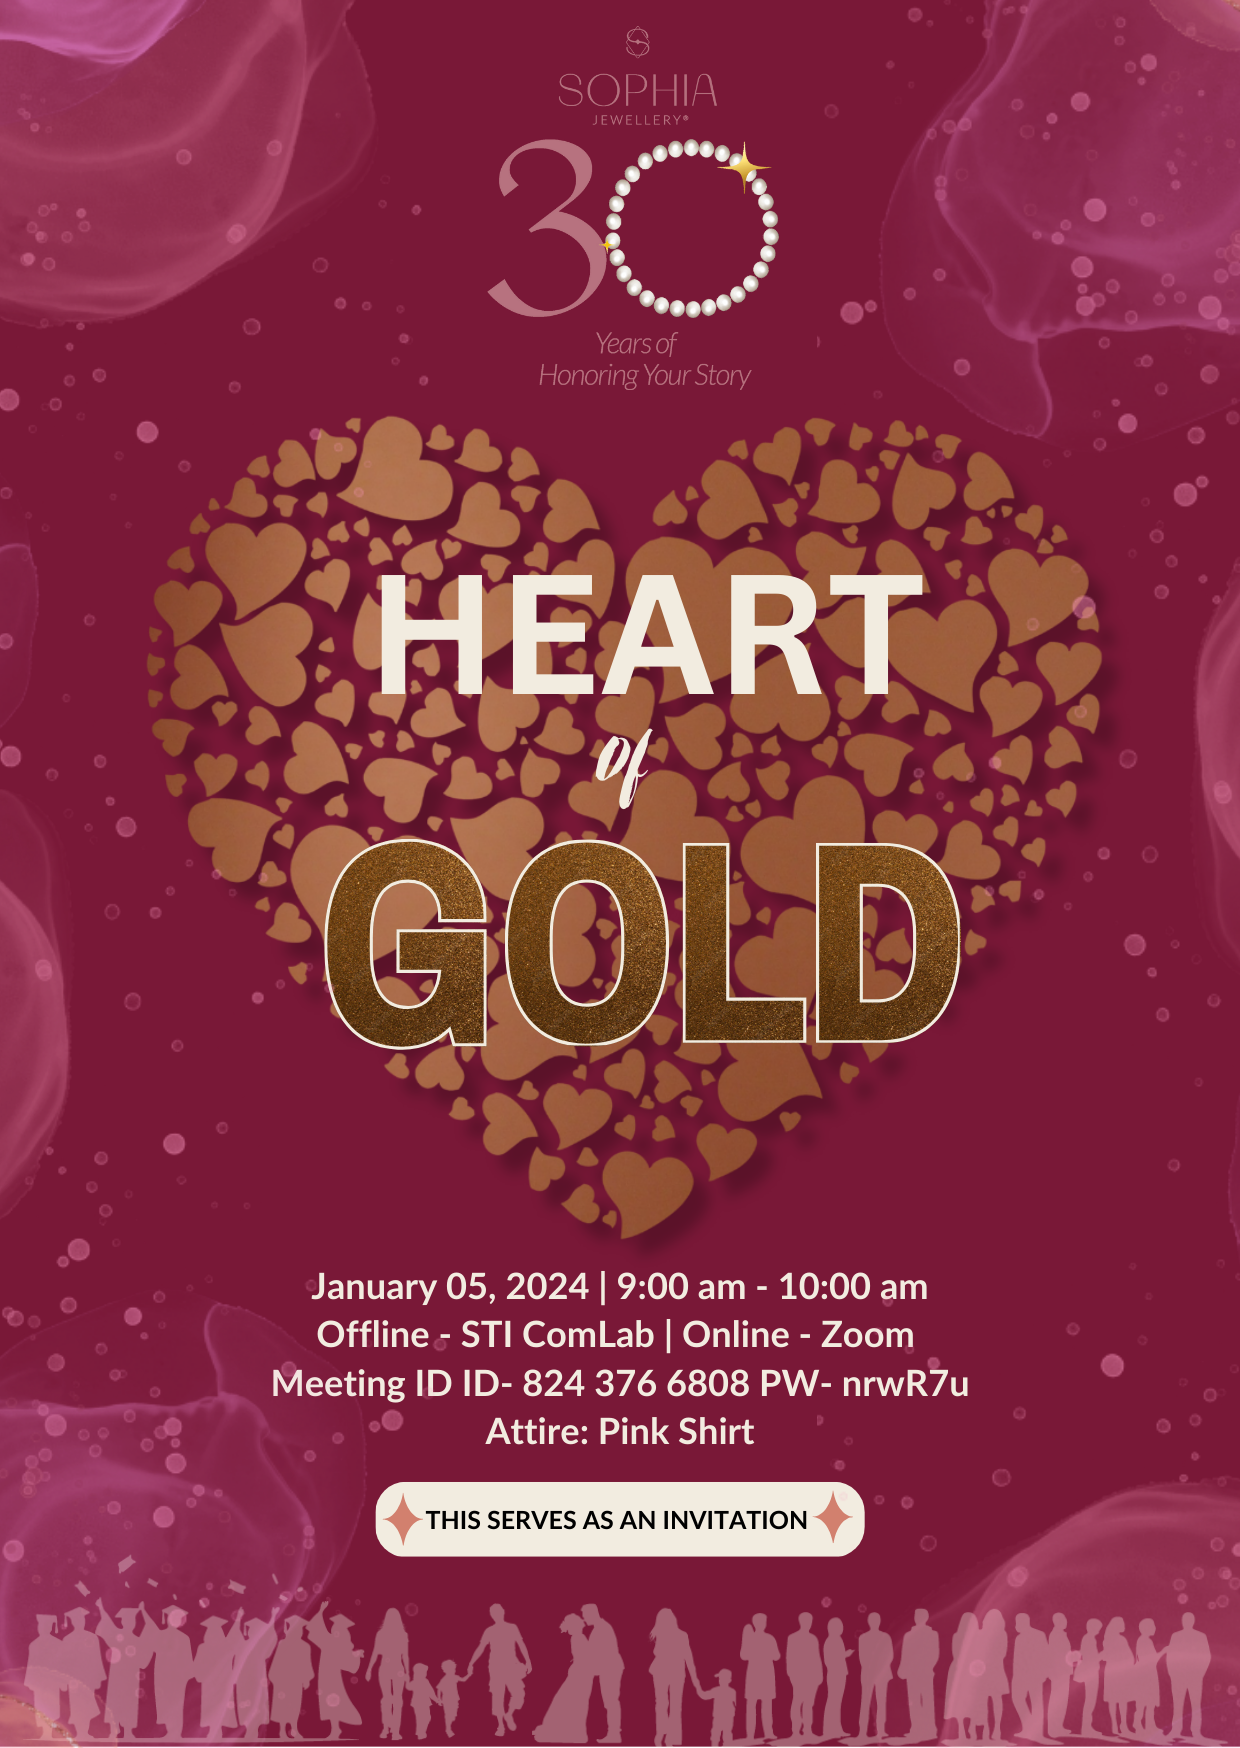 SOPHIA
JEWELLERY®
30
Years of
Honoring Your Story
HEART
of
GOLD
January 05, 2024 | 9:00 am - 10:00 am
Offline - STI ComLab | Online - Zoom
Meeting ID ID- 824 376 6808 PW- nrwR7u
Attire: Pink Shirt
THIS SERVES AS AN INVITATION